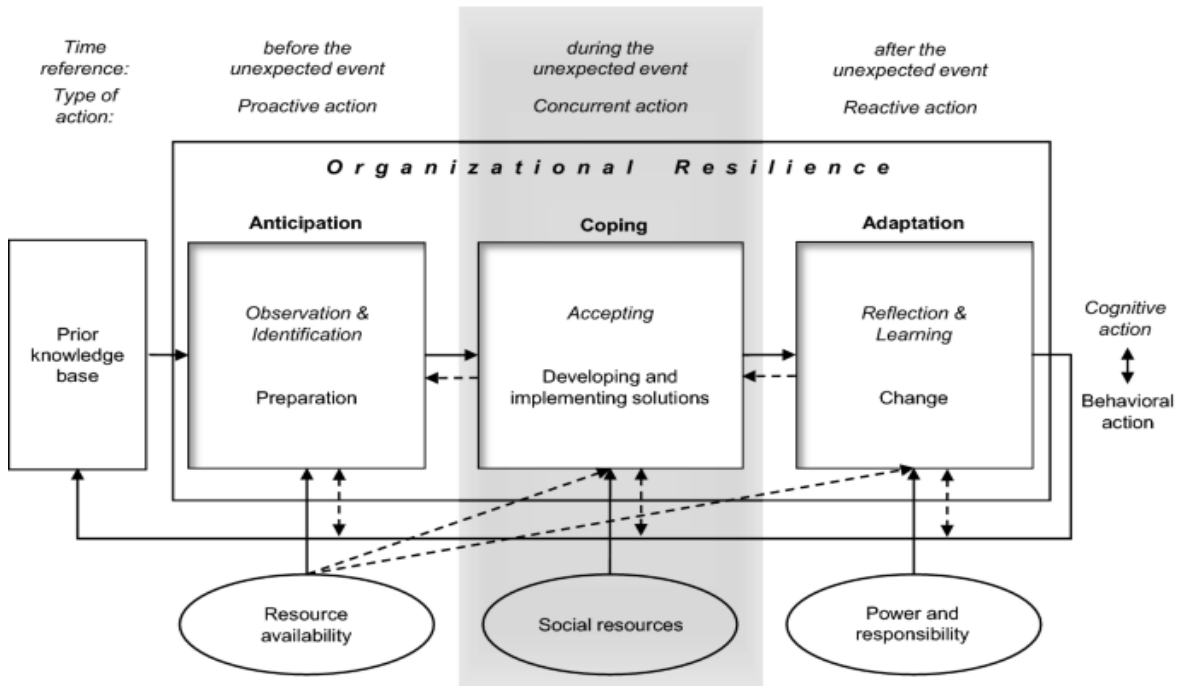 Time
reference:
before the
unexpected event
during the
unexpected event
after the
unexpected event
Type of
action:
Proactive action
Concurrent action
Reactive action
Organizational Resilience
Anticipation
Coping
Adaptation
Prior
knowledge
base
Observation &
Identification
Preparation
Accepting
Developing and
implementing solutions
Reflection &
Learning
Change
Cognitive
action
Behavioral
action
Resource
availability
Social resources
Power and
responsibility